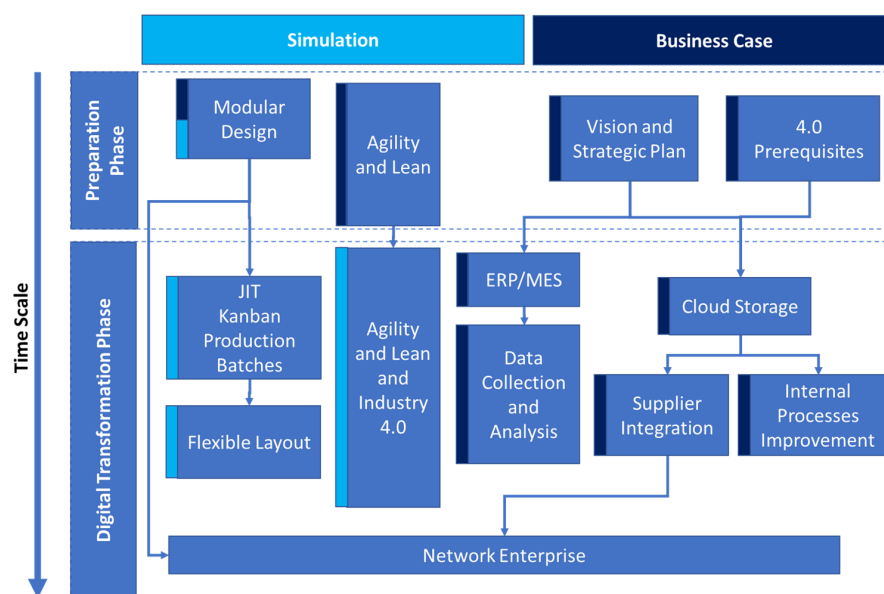 Simulation
Business Case
Time Scale
Preparation
Phase
Modular
Design
Agility
and Lean
Vision and
Strategic Plan
4.0
Prerequisites
Digital Transformation Phase
JIT
Kanban
Production
Batches
Flexible Layout
Agility
and Lean
and
Industry
4.0
ERP/MES
Data
Collection
and
Analysis
Cloud Storage
Supplier
Integration
Internal
Processes
Improvement
Network Enterprise